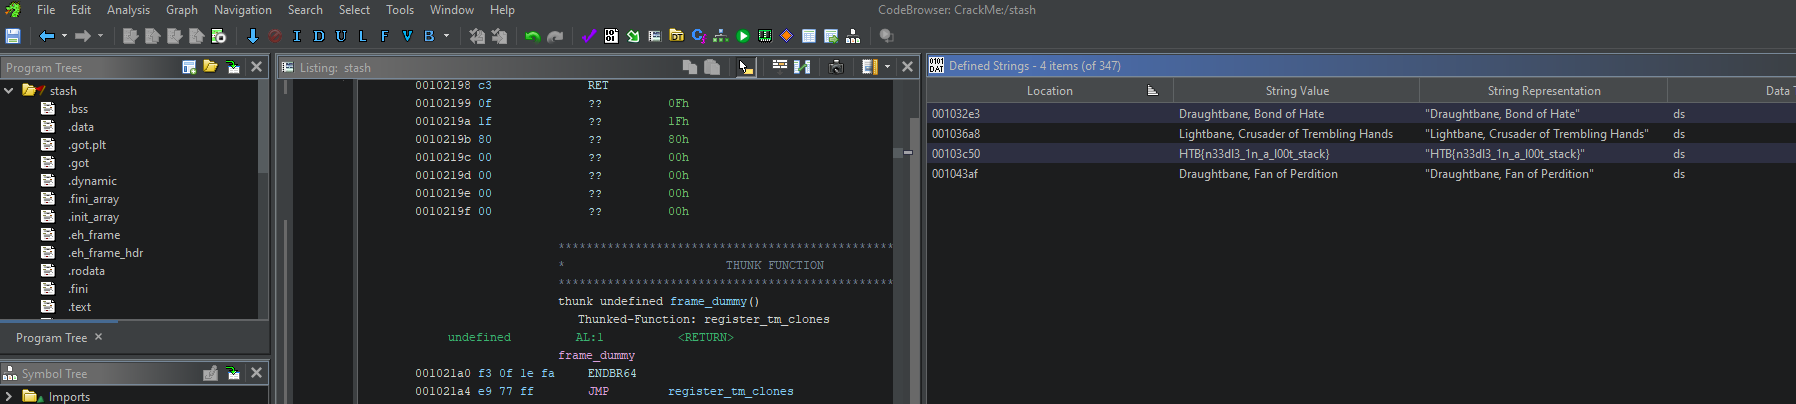 File Edit Analysis Graph Navigation Search Select Tools Window Help
CodeBrowser: CrackMe:/stash
I D U L F V B
Program Trees
stash
.bss
.data
.got.plt
.got
.dynamic
.fini_array
.init_array
.eh_frame
.eh_frame_hdr
.rodata
.fini
.text
Program Tree ×
Symbol Tree
Imports
Listing: stash
00102198 c3 RET
00102199 0f ?? 0Fh
0010219a 1f ?? 1Fh
0010219b 80 ?? 80h
0010219c 00 ?? 00h
0010219d 00 ?? 00h
0010219e 00 ?? 00h
0010219f 00 ?? 00h
************************************************
* THUNK FUNCTION
************************************************
thunk undefined frame_dummy()
Thunked-Function: register_tm_clones
undefined AL:1 <RETURN>
frame_dummy
001021a0 f3 0f 1e fa ENDBR64
001021a4 e9 77 ff JMP register_tm_clones
Defined Strings - 4 items (of 347)
Location String Value String Representation Data T
001032e3 Draughtbane, Bond of Hate "Draughtbane, Bond of Hate" ds
001036a8 Lightbane, Crusader of Trembling Hands "Lightbane, Crusader of Trembling Hands" ds
00103c50 HTB{n33dl3_1n_a_l00t_stack} "HTB{n33dl3_1n_a_l00t_stack}" ds
001043af Draughtbane, Fan of Perdition "Draughtbane, Fan of Perdition" ds